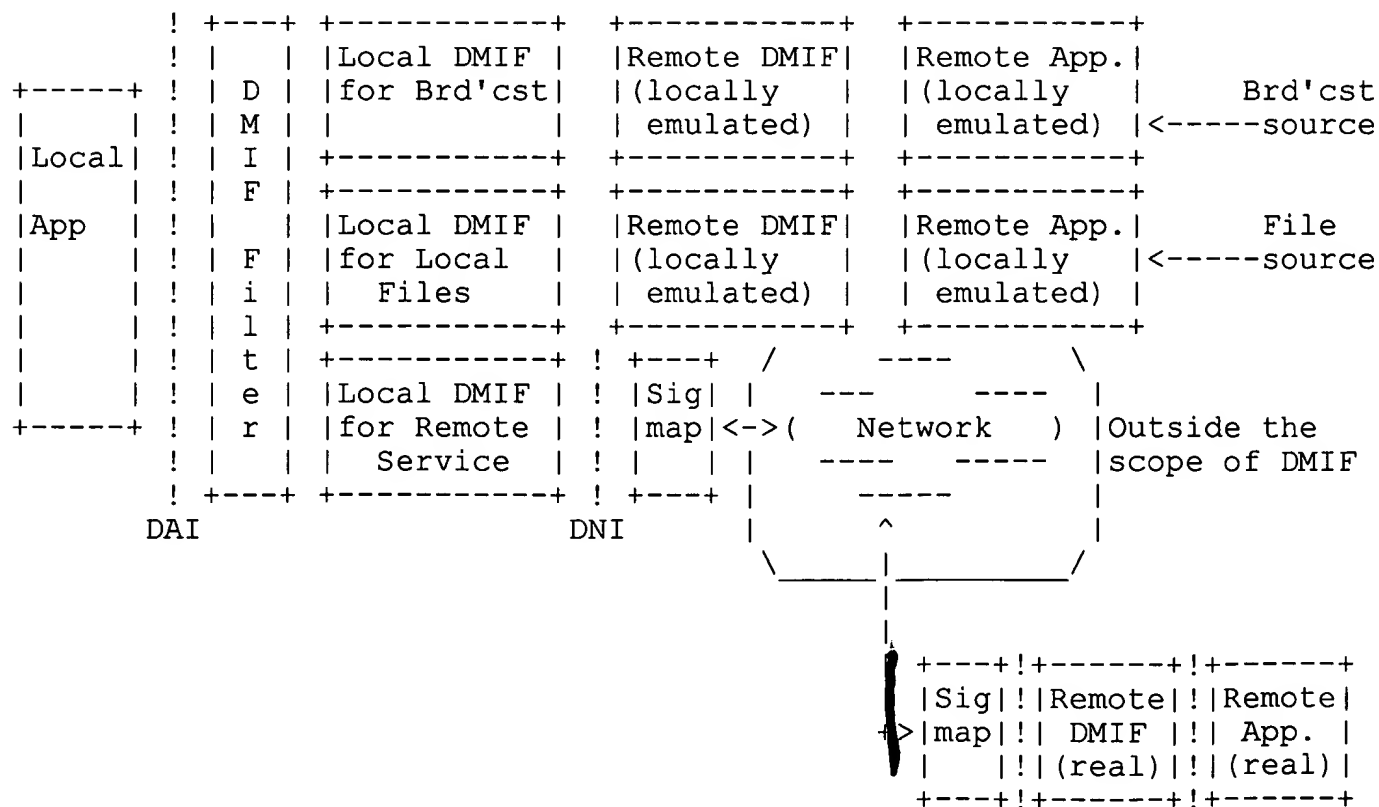 ! +---+ +-----------+ +-----------+ +-----------+
! | | |Local DMIF | |Remote DMIF| |Remote App.|
+-----+ ! | D | |for Brd'cst| |(locally | |(locally | Brd'cst
| | ! | M | | | | emulated) | | emulated) |<-----source
|Local| ! | I | +-----------+ +-----------+ +-----------+
| | ! | F | +-----------+ +-----------+ +-----------+
|App | ! | | |Local DMIF | |Remote DMIF| |Remote App.| File
| | ! | F | |for Local | |(locally | |(locally |<-----source
| | ! | i | | Files | | emulated) | | emulated) |
| | ! | l | +-----------+ +-----------+ +-----------+
| | ! | t | +-----------+ ! +---+ / ---- \
| | ! | e | |Local DMIF | ! |Sig| | --- ---- |
+-----+ ! | r | |for Remote | ! |map|<->( Network ) |Outside the
! | | | Service | ! | | | ---- ----- |scope of DMIF
! +---+ +-----------+ ! +---+ | ----- |
DAI DNI | ^ |
\_____|_____/
|
|
+---+!+------+!+------+
|Sig|!|Remote|!|Remote|
+>|map|!| DMIF |!| App. |
| |!|(real)|!|(real)|
+---+!+------+!+------+